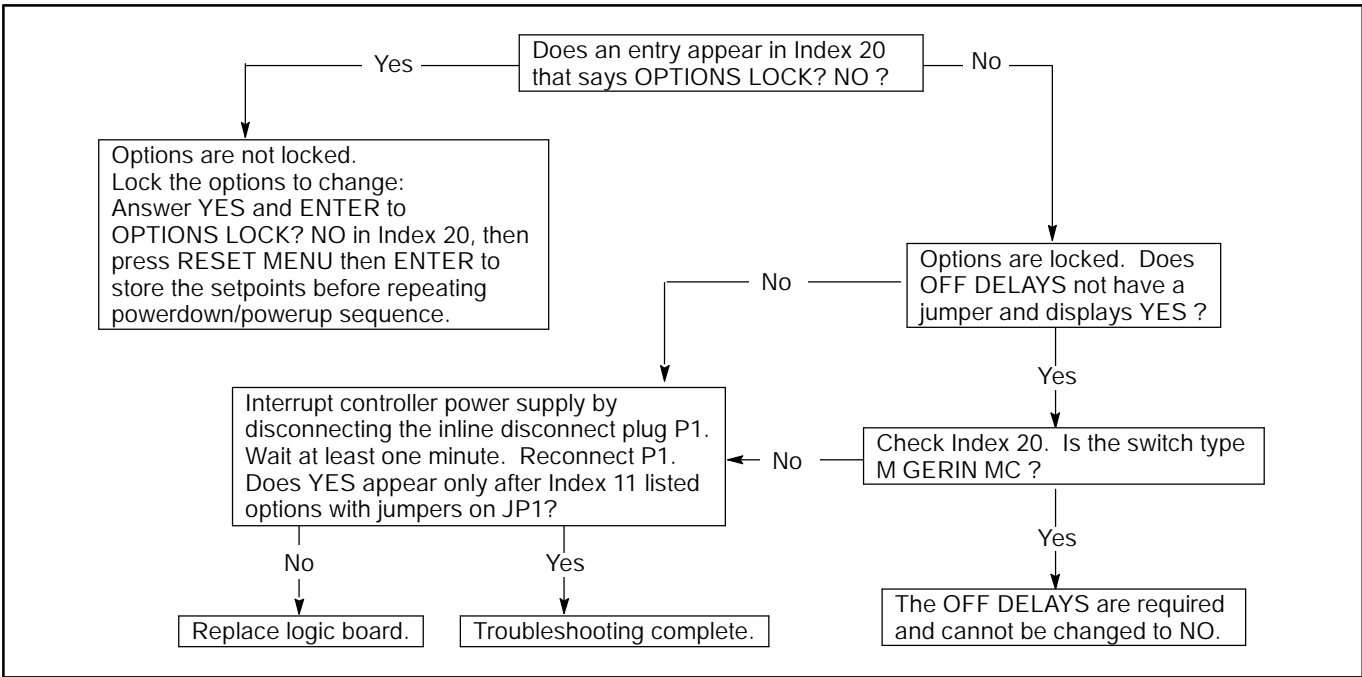 Does an entry appear in Index 20
that says OPTIONS LOCK? NO ?
Yes
No
Options are not locked.
Lock the options to change:
Answer YES and ENTER to
OPTIONS LOCK? NO in Index 20, then
press RESET MENU then ENTER to
store the setpoints before repeating
powerdown/powerup sequence.
Options are locked. Does
OFF DELAYS not have a
jumper and displays YES ?
No
Yes
Interrupt controller power supply by
disconnecting the inline disconnect plug P1.
Wait at least one minute. Reconnect P1.
Does YES appear only after Index 11 listed
options with jumpers on JP1?
No
Check Index 20. Is the switch type
M GERIN MC ?
No
Yes
Yes
Replace logic board.
Troubleshooting complete.
The OFF DELAYS are required
and cannot be changed to NO.